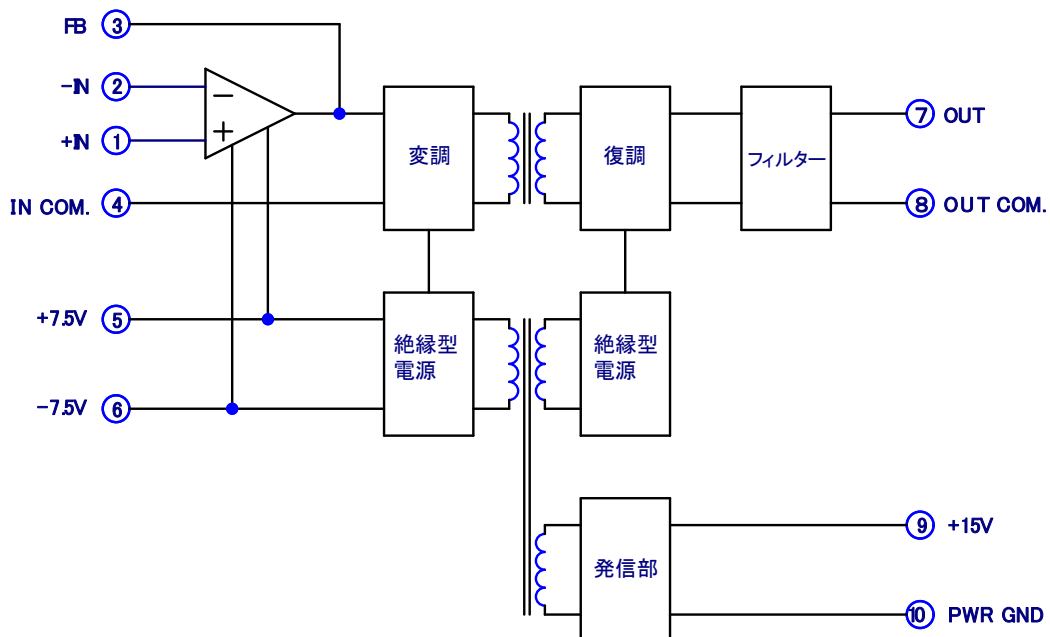 FB ③
−IN ②
+IN ①
IN COM. ④
+7.5V ⑤
−7.5V ⑥
変調
復調
フィルター
⑦ OUT
⑧ OUT COM.
絶縁型
電源
絶縁型
電源
発信部
⑨ +15V
⑩ PWR GND